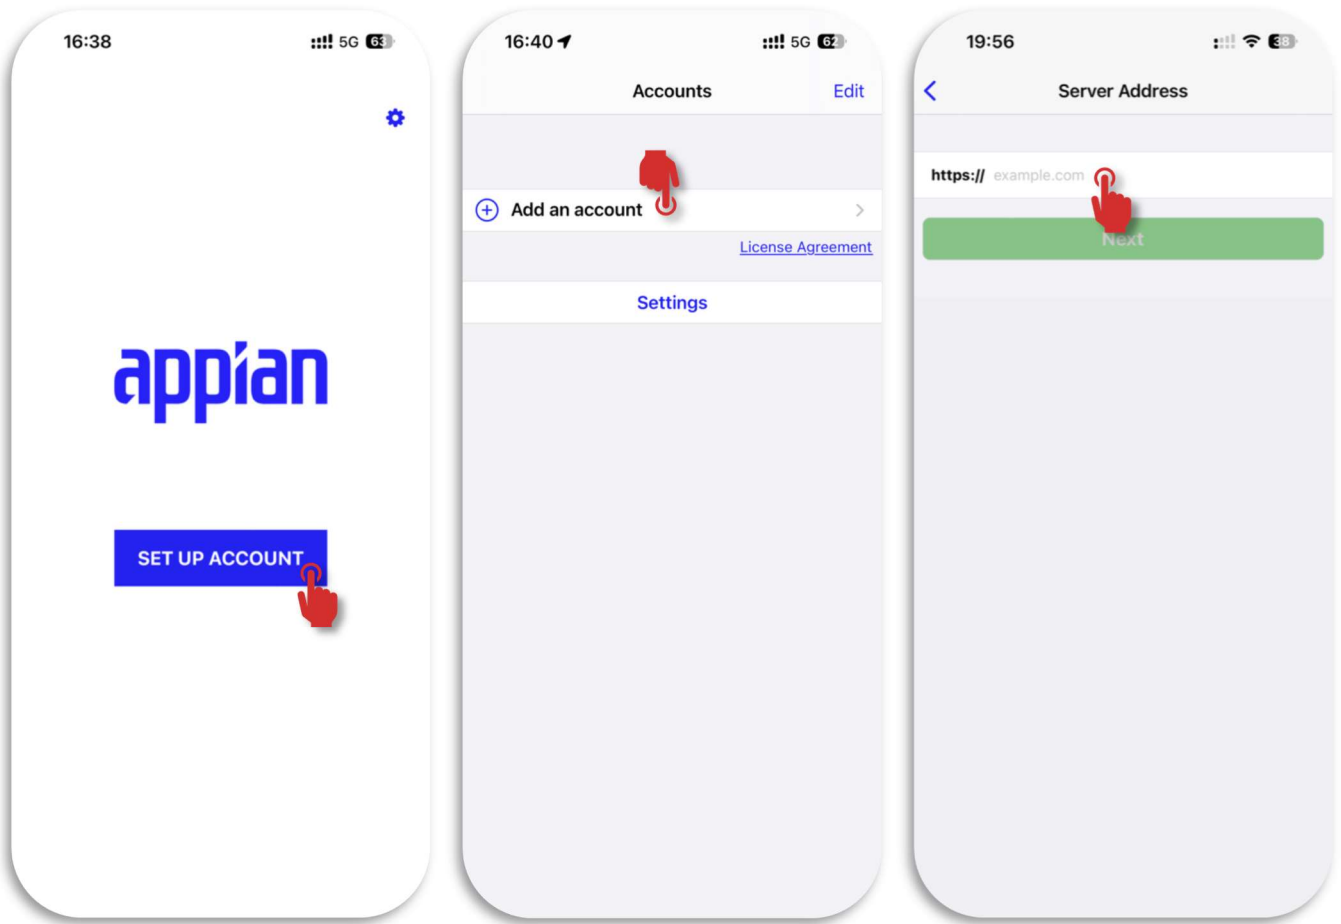 16:38
5G 63
appian
SET UP ACCOUNT
16:40
5G 62
Accounts
Edit
Add an account
License Agreement
Settings
19:56
38
Server Address
https:// example.com
Next